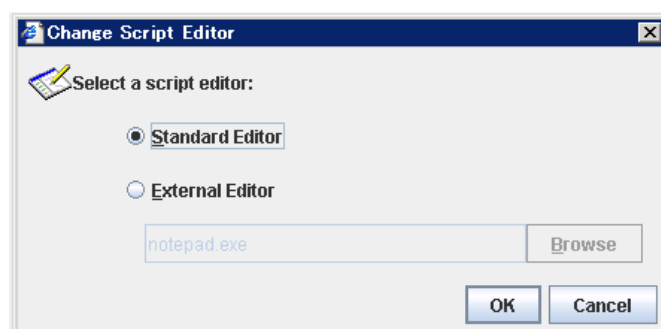 Change Script Editor
Select a script editor:
Standard Editor
External Editor
notepad.exe Browse
OK Cancel